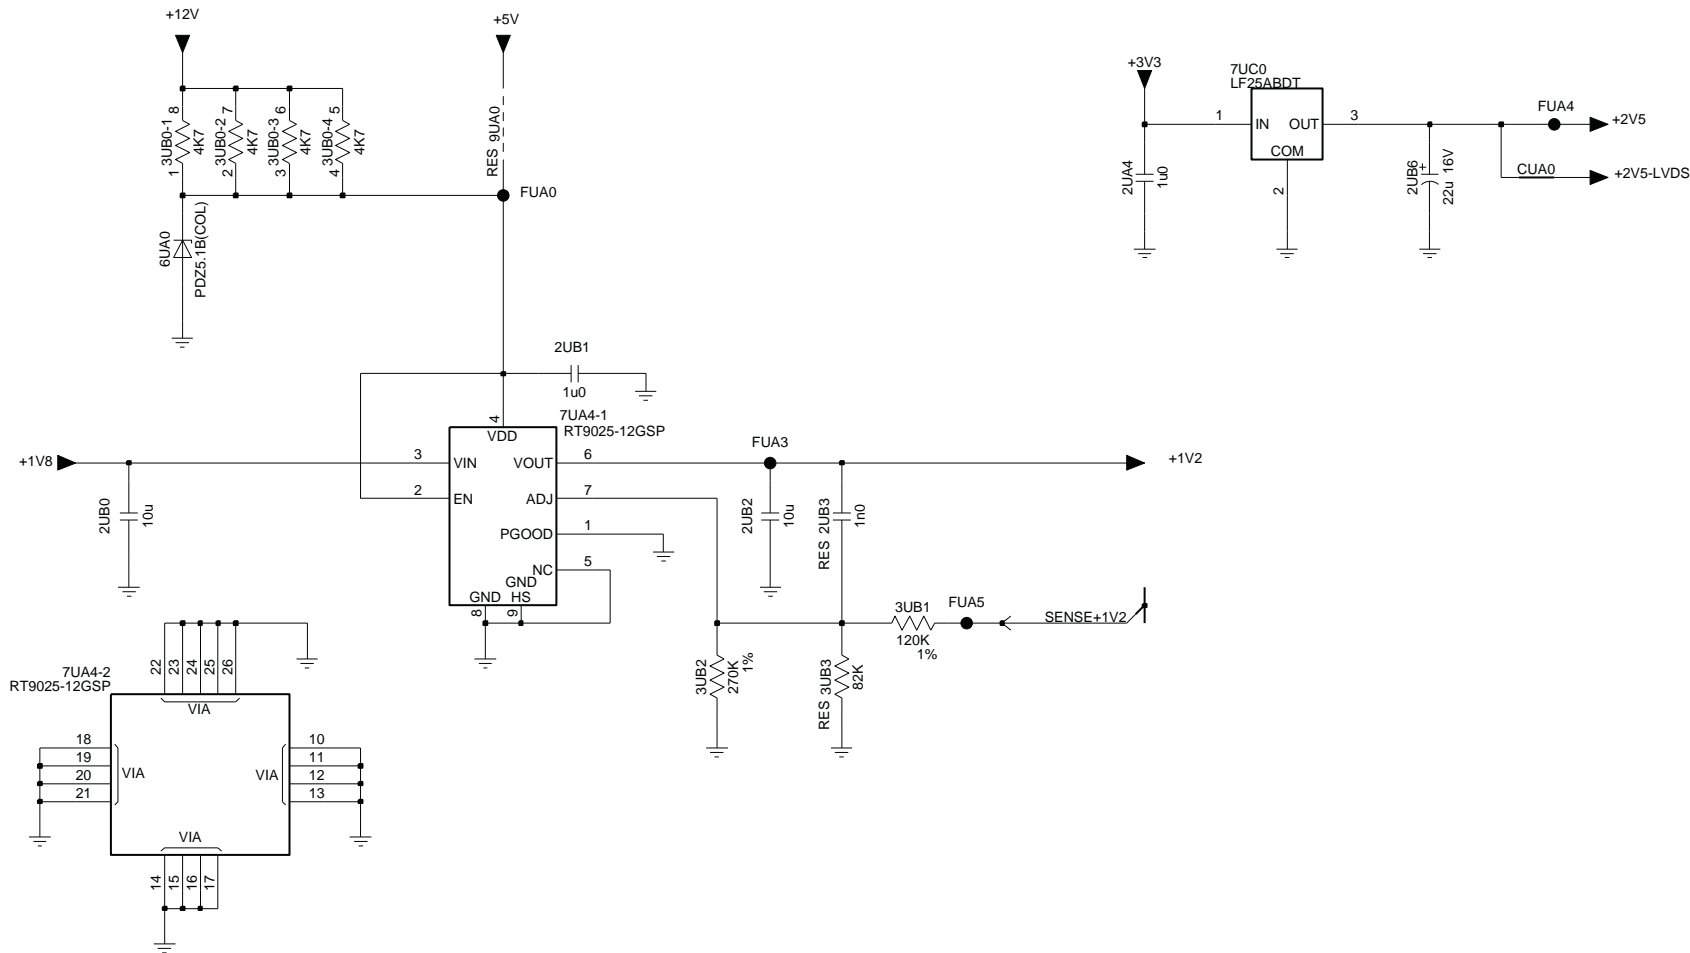 +12V
+5V
8
3UB0-1
4K7
1
7
3UB0-2
4K7
2
6
3UB0-3
4K7
3
5
3UB0-4
4K7
4
RES 9UA0
FUA0
6UA0
PDZ5.1B(COL)
+3V3
7UC0
LF25ABDT
1
IN
OUT
COM
3
2
2UA4
1u0
2UB6
+
22u 16V
FUA4
+2V5
CUA0
+2V5-LVDS
2UB1
1u0
7UA4-1
RT9025-12GSP
4
VDD
+1V8
3
VIN
VOUT
6
FUA3
+1V2
2
EN
ADJ
7
2UB0
10u
PGOOD
1
NC
5
GND
GND HS
8
9
2UB2
10u
RES 2UB3
1n0
3UB1
120K
1%
FUA5
SENSE+1V2
3UB2
270K
1%
RES 3UB3
82K
7UA4-2
RT9025-12GSP
22
23
24
25
26
VIA
18
19
20
21
VIA
VIA
10
11
12
13
VIA
14
15
16
17